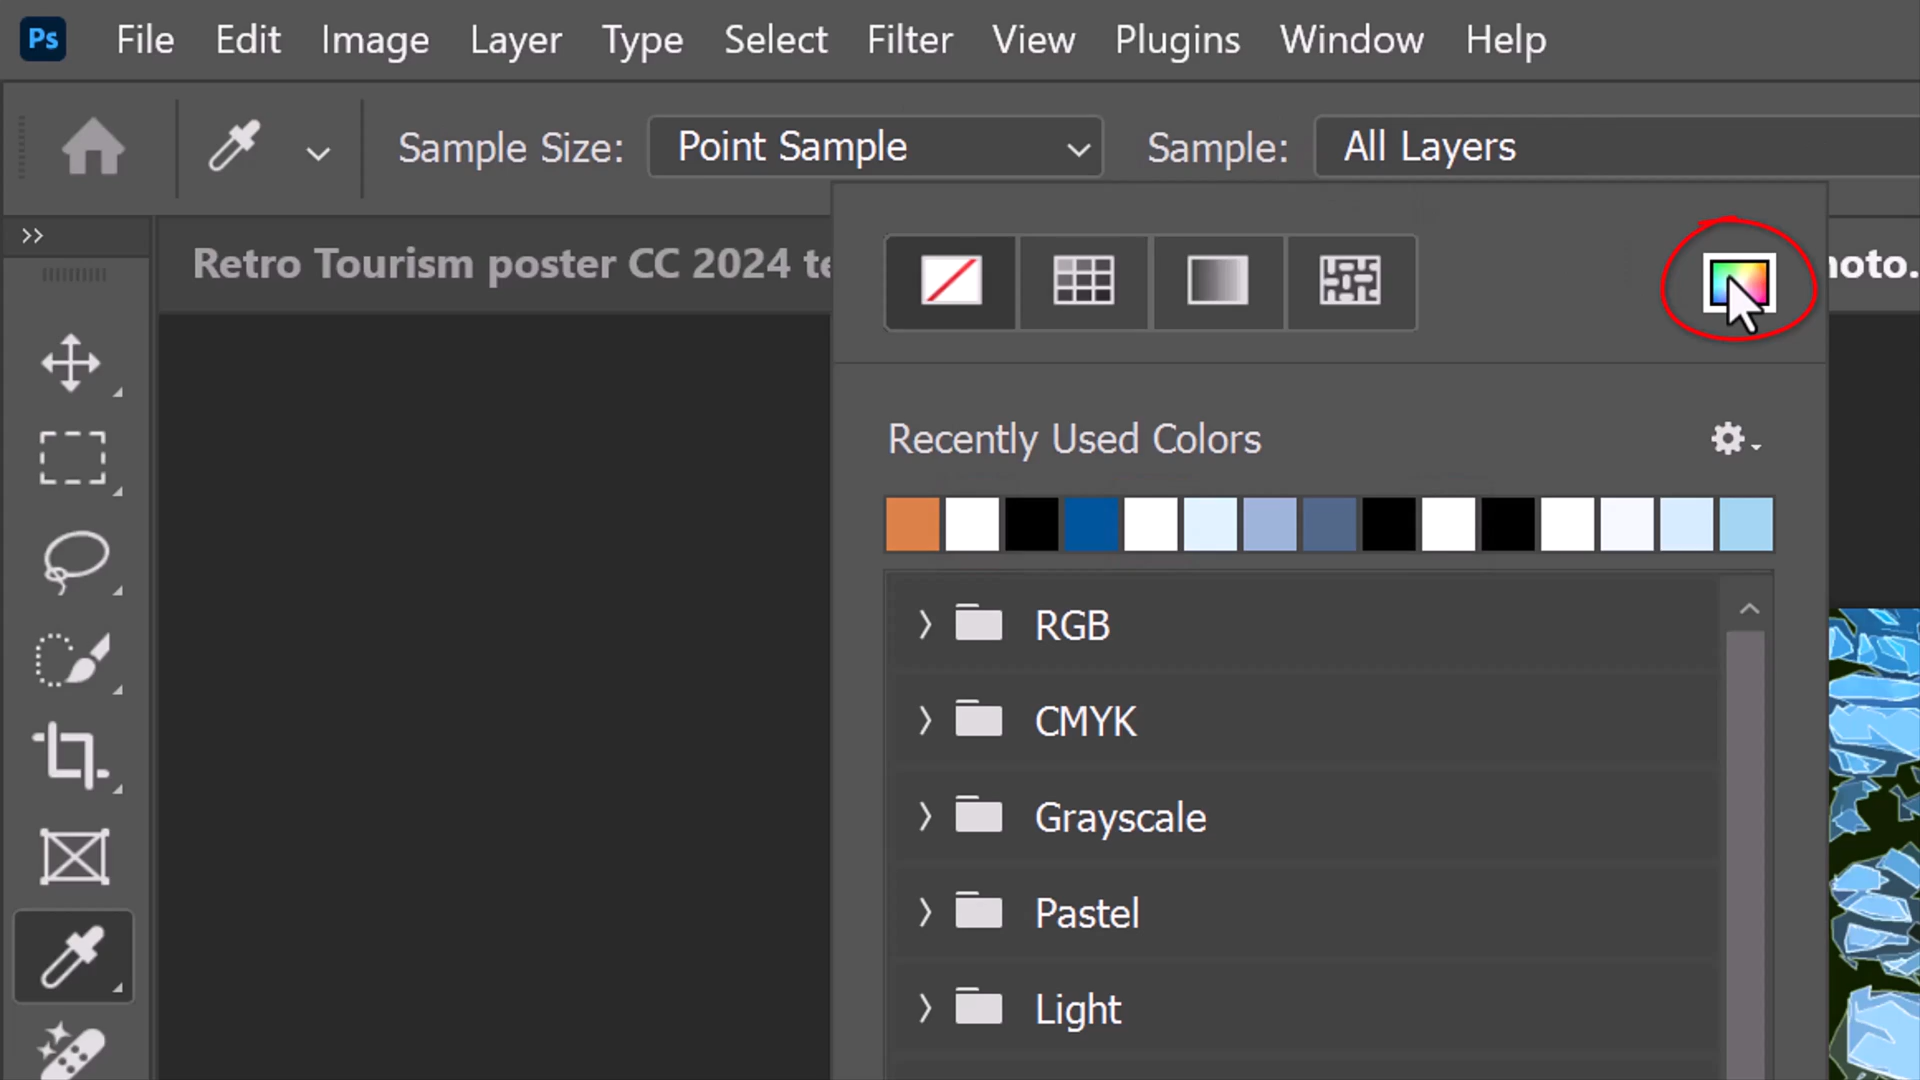 Ps File Edit Image Layer Type Select Filter View Plugins Window Help
Sample Size: Point Sample Sample: All Layers
Retro Tourism poster CC 2024 te hoto.
Recently Used Colors
RGB
CMYK
Grayscale
Pastel
Light